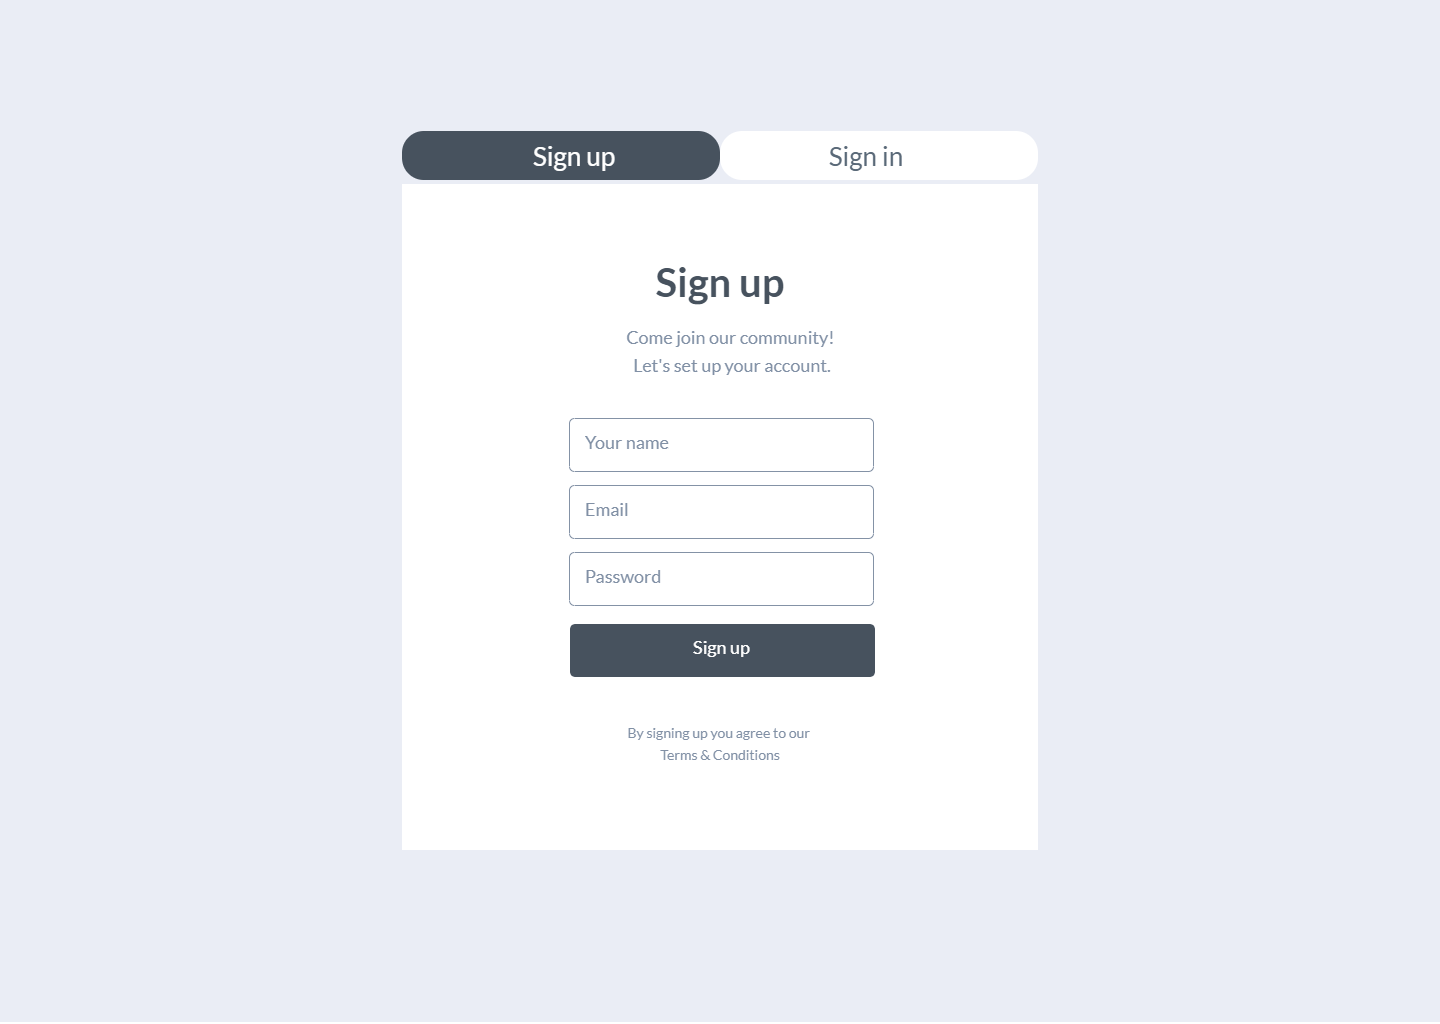 Sign up
Sign in
Sign up
Come join our community!
Let's set up your account.
Your name
Email
Password
Sign up
By signing up you agree to our
Terms & Conditions